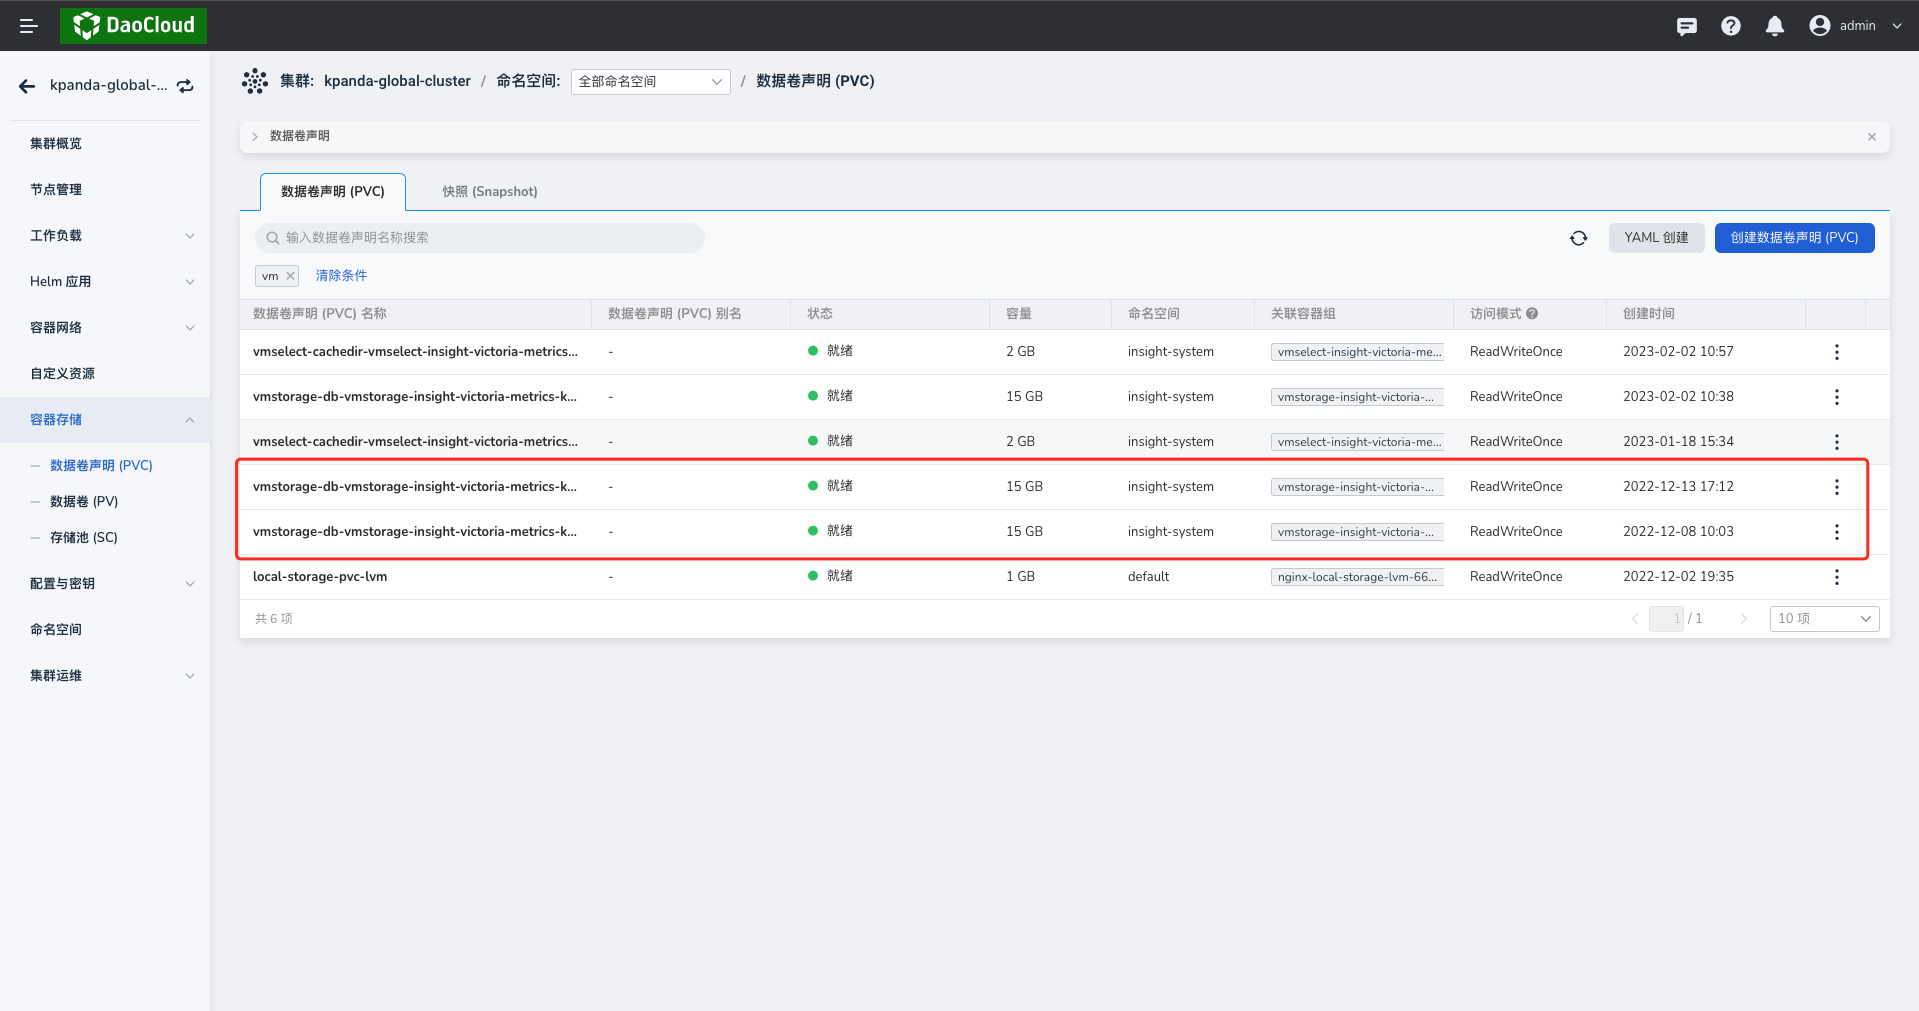 DaoCloud
admin
kpanda-global-...
集群概览
节点管理
工作负载
Helm 应用
容器网络
自定义资源
容器存储
数据卷声明 (PVC)
数据卷 (PV)
存储池 (SC)
配置与密钥
命名空间
集群运维
集群: kpanda-global-cluster / 命名空间: 全部命名空间 / 数据卷声明 (PVC)
数据卷声明
数据卷声明 (PVC) 快照 (Snapshot)
输入数据卷声明名称搜索 YAML 创建 创建数据卷声明 (PVC)
vm 清除条件
数据卷声明 (PVC) 名称 数据卷声明 (PVC) 别名 状态 容量 命名空间 关联容器组 访问模式 创建时间
vmselect-cachedir-vmselect-insight-victoria-metrics... - 就绪 2 GB insight-system vmselect-insight-victoria-me... ReadWriteOnce 2023-02-02 10:57
vmstorage-db-vmstorage-insight-victoria-metrics-k... - 就绪 15 GB insight-system vmstorage-insight-victoria-... ReadWriteOnce 2023-02-02 10:38
vmselect-cachedir-vmselect-insight-victoria-metrics... - 就绪 2 GB insight-system vmselect-insight-victoria-me... ReadWriteOnce 2023-01-18 15:34
vmstorage-db-vmstorage-insight-victoria-metrics-k... - 就绪 15 GB insight-system vmstorage-insight-victoria-... ReadWriteOnce 2022-12-13 17:12
vmstorage-db-vmstorage-insight-victoria-metrics-k... - 就绪 15 GB insight-system vmstorage-insight-victoria-... ReadWriteOnce 2022-12-08 10:03
local-storage-pvc-lvm - 就绪 1 GB default nginx-local-storage-lvm-66... ReadWriteOnce 2022-12-02 19:35
共 6 项 1 / 1 10 项